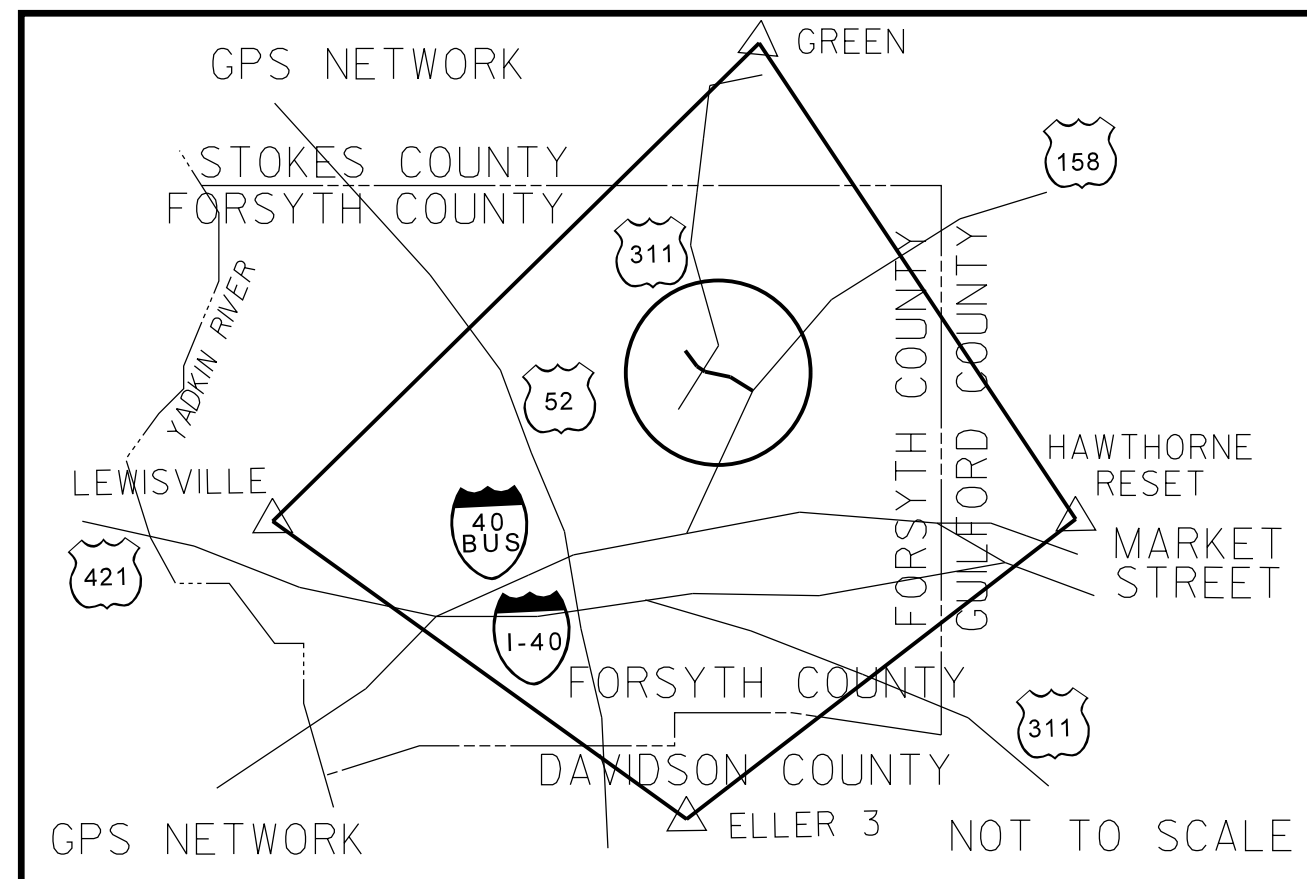 GREEN
GPS NETWORK
STOKES COUNTY
FORSYTH COUNTY
158
311
YADKIN RIVER
FORSYTH COUNTY
GUILFORD COUNTY
52
HAWTHORNE
RESET
LEWISVILLE
40
BUS
MARKET
STREET
421
I-40
FORSYTH COUNTY
311
DAVIDSON COUNTY
ELLER 3
GPS NETWORK
NOT TO SCALE